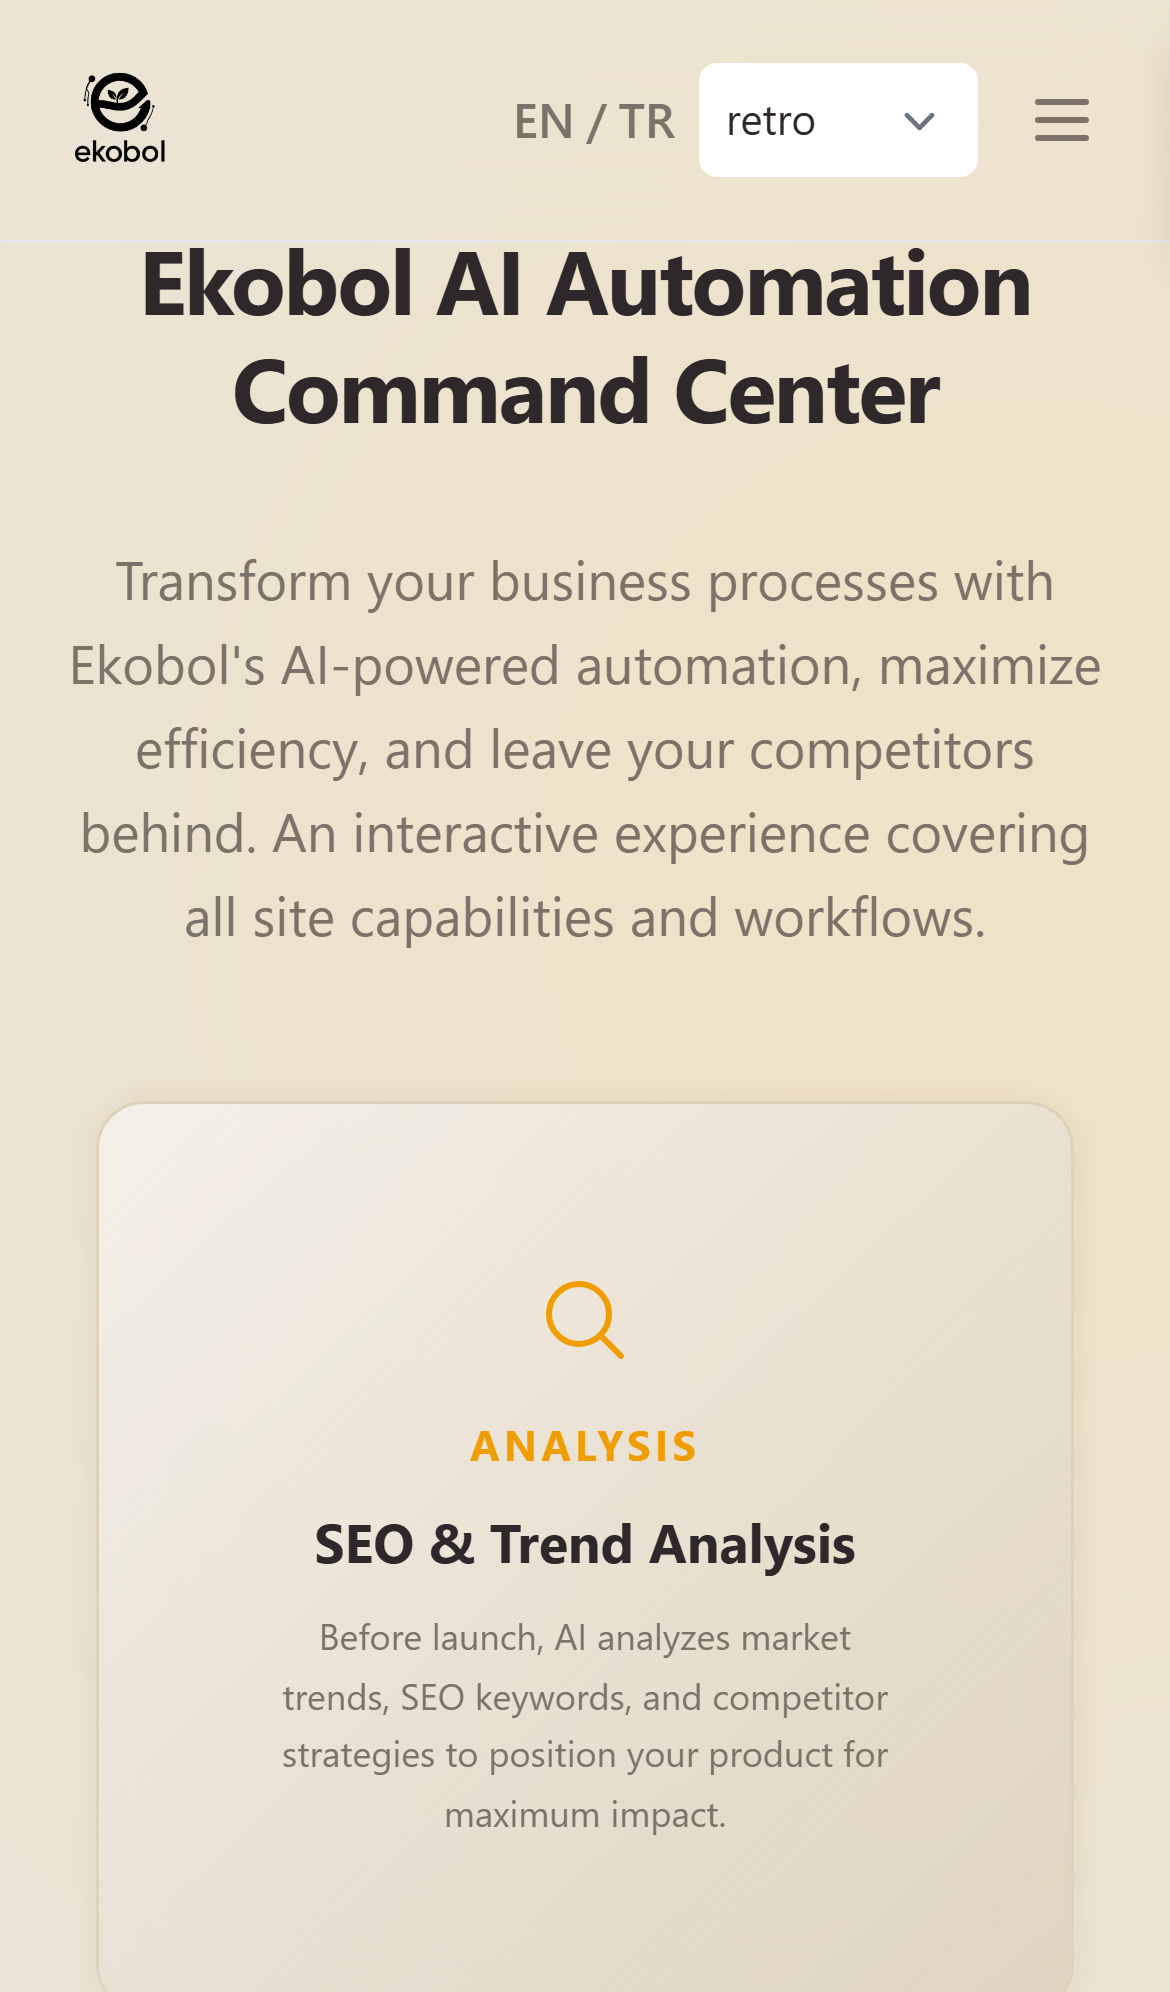 ekobol
EN / TR
retro
Ekobol AI Automation
Command Center
Transform your business processes with
Ekobol's AI-powered automation, maximize
efficiency, and leave your competitors
behind. An interactive experience covering
all site capabilities and workflows.
ANALYSIS
SEO & Trend Analysis
Before launch, AI analyzes market
trends, SEO keywords, and competitor
strategies to position your product for
maximum impact.